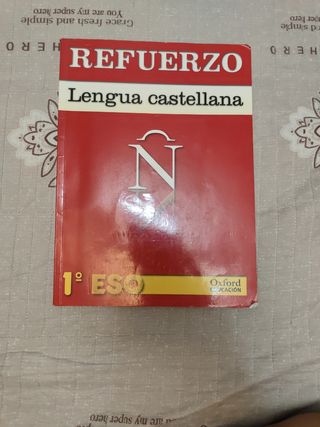 Grace fresh and simple
You are my super hero
HERO
REFUERZO
Lengua castellana
Ñ
1º ESO
Oxford
EDUCACIÓN
You are my super hero